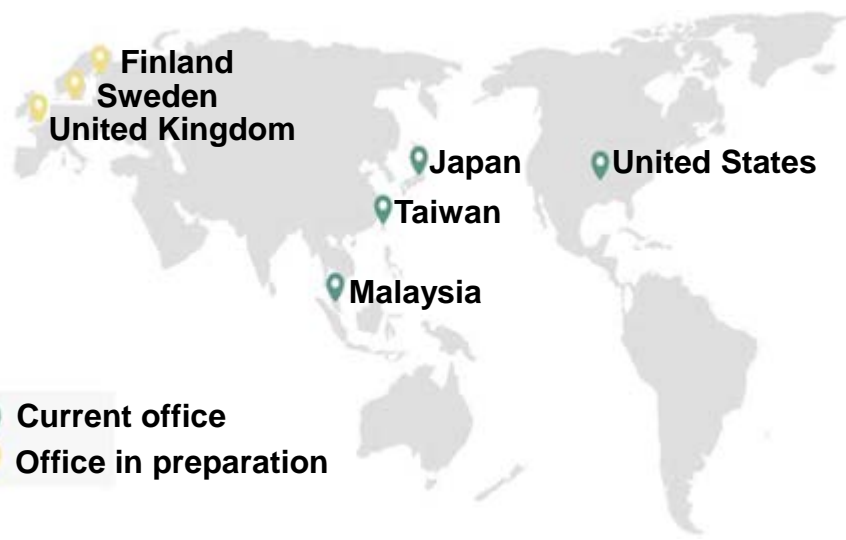 Finland
Sweden
United Kingdom
Japan
United States
Taiwan
Malaysia
Current office
Office in preparation